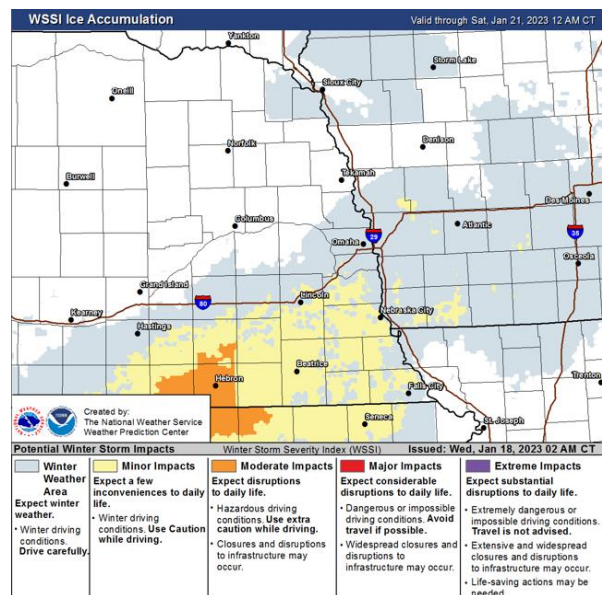 WSSI Ice Accumulation
Valid through Sat, Jan 21, 2023 12 AM CT
Yankton
Storm Lake
Sioux City
Oneill
Denison
Norfolk
Tekamah
Burwell
Des Moines
Columbus
Atlantic
29
35
Omaha
Osceola
Grand Island
80
Lincoln
Kearney
Nebraska City
Hastings
Beatrice
Hebron
Trenton
Falls City
Seneca
St. Joseph
Created by:
The National Weather Service
Weather Prediction Center
Potential Winter Storm Impacts
Winter Storm Severity Index (WSSI)
Issued: Wed, Jan 18, 2023 02 AM CT
Winter
Weather
Area
Expect winter
weather.
• Winter driving
conditions.
Drive carefully.
Minor Impacts
Expect a few
inconveniences to daily
life.
• Winter driving
conditions. Use Caution
while driving.
Moderate Impacts
Expect disruptions
to daily life.
• Hazardous driving
conditions. Use extra
caution while driving.
• Closures and disruptions
to infrastructure may
occur.
Major Impacts
Expect considerable
disruptions to daily life.
• Dangerous or impossible
driving conditions. Avoid
travel if possible.
• Widespread closures and
disruptions to
infrastructure may occur.
Extreme Impacts
Expect substantial
disruptions to daily life.
• Extremely dangerous or
impossible driving conditions.
Travel is not advised.
• Extensive and widespread
closures and disruptions to
infrastructure may occur.
• Life-saving actions may be
needed.